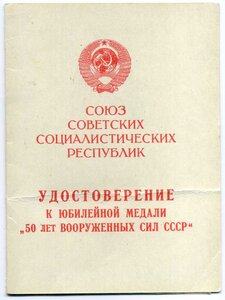 СОЮЗ
СОВЕТСКИХ
СОЦИАЛИСТИЧЕСКИХ
РЕСПУБЛИК
УДОСТОВЕРЕНИЕ
К ЮБИЛЕЙНОЙ МЕДАЛИ
„50 ЛЕТ ВООРУЖЕННЫХ СИЛ СССР“